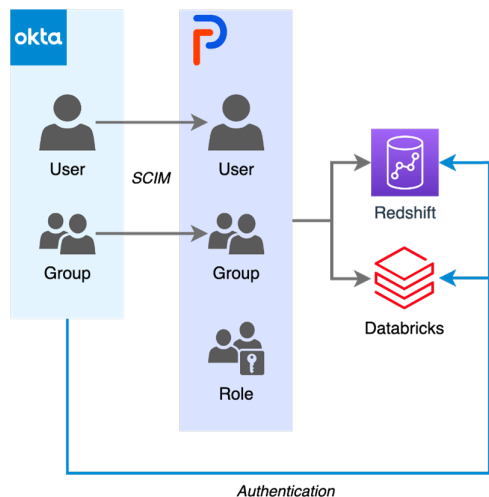 okta
User
User
SCIM
Redshift
Group
Group
Databricks
Role
Authentication